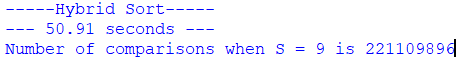 -----Hybrid Sort-----
--- 50.91 seconds ---
Number of comparisons when S = 9 is 221109896